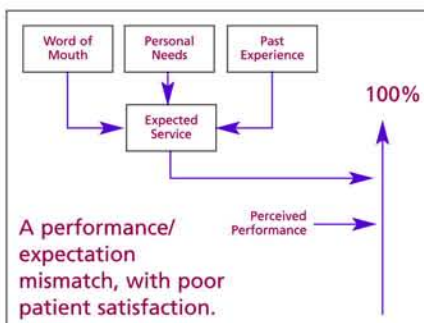 Word of
Mouth
Personal
Needs
Past
Experience
100%
Expected
Service
Perceived
Performance
A performance/
expectation
mismatch, with poor
patient satisfaction.